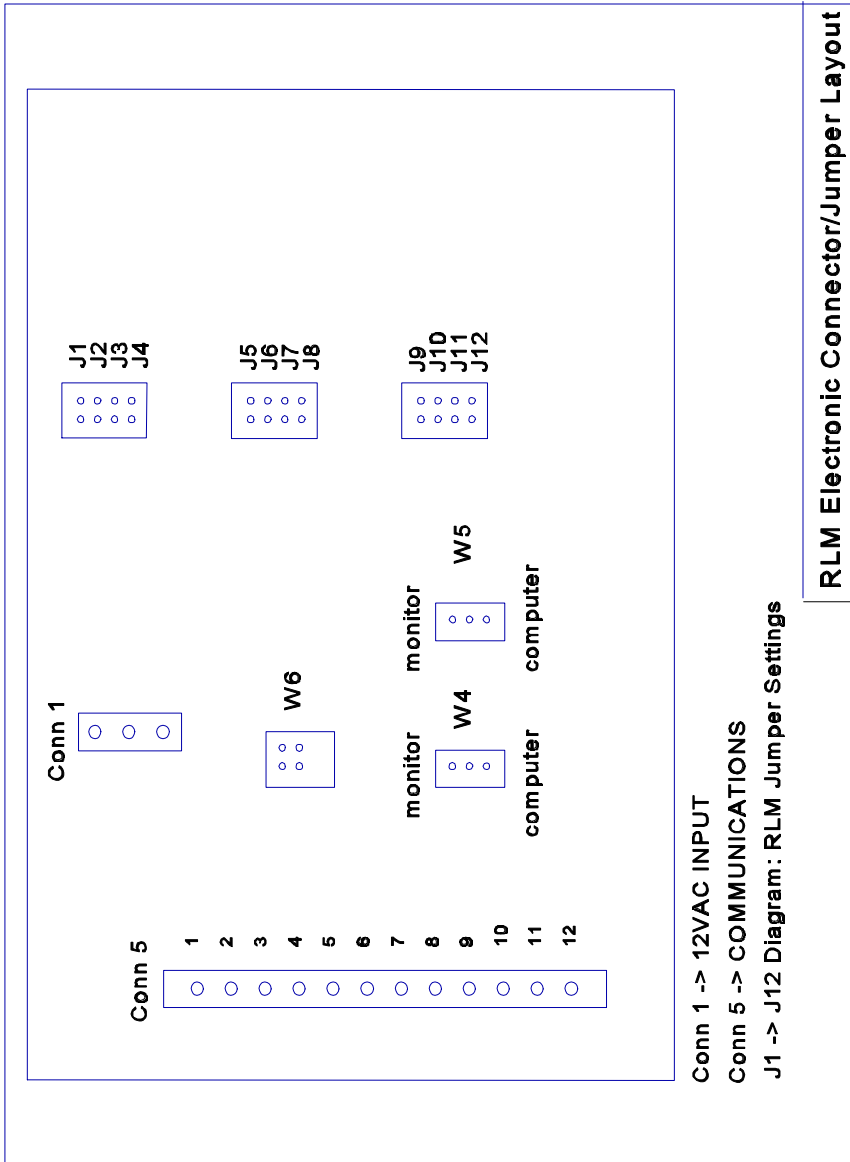 Conn 5
1
2
3
4
5
6
7
8
9
10
11
12
Conn 1
W6
monitor
W4
computer
monitor
W5
computer
J1
J2
J3
J4
J5
J6
J7
J8
J9
J10
J11
J12
Conn 1 -> 12VAC INPUT
Conn 5 -> COMMUNICATIONS
J1 -> J12 Diagram: RLM Jumper Settings
RLM Electronic Connector/Jumper Layout